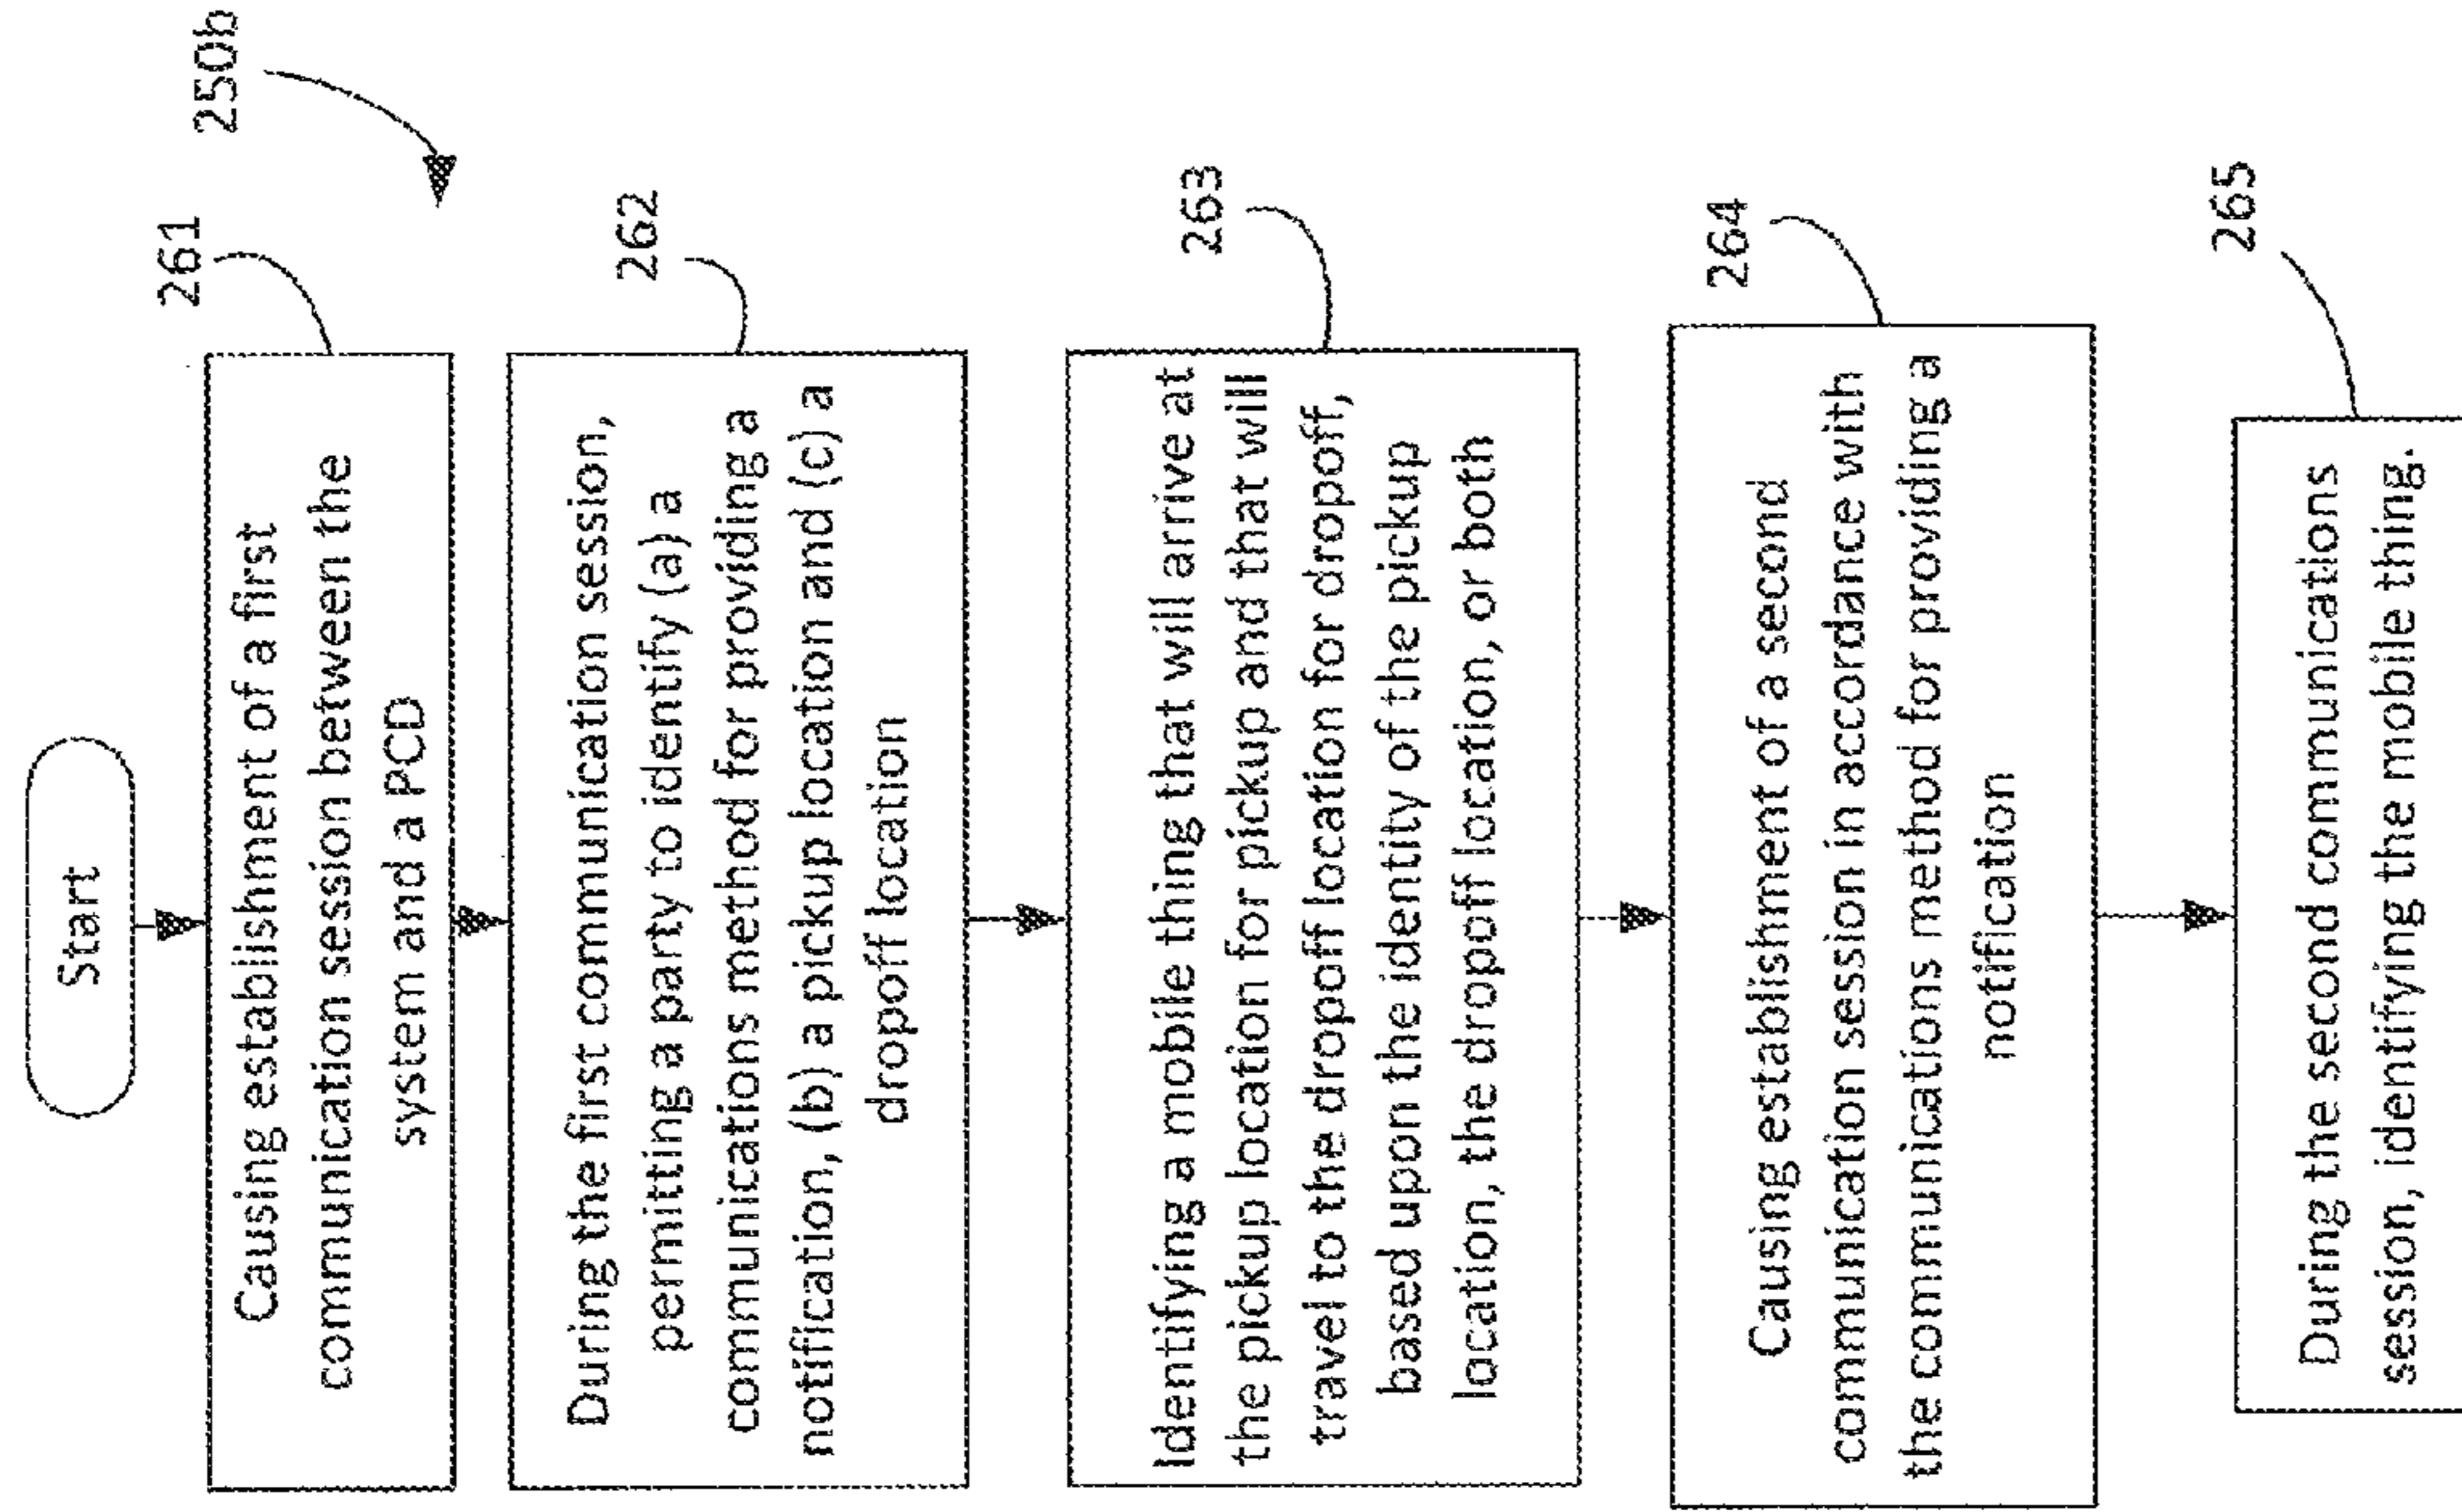 Start
250b
261
Causing establishment of a first
communication session between the
system and a PCD
262
During the first communication session,
permitting a party to identify (a) a
communications method for providing a
notification, (b) a pickup location and (c) a
dropoff location
263
Identifying a mobile thing that will arrive at
the pickup location for pickup and that will
travel to the dropoff location for dropoff,
based upon the identity of the pickup
location, the dropoff location, or both
264
Causing establishment of a second
communication session in accordance with
the communications method for providing a
notification
265
During the second communications
session, identifying the mobile thing.